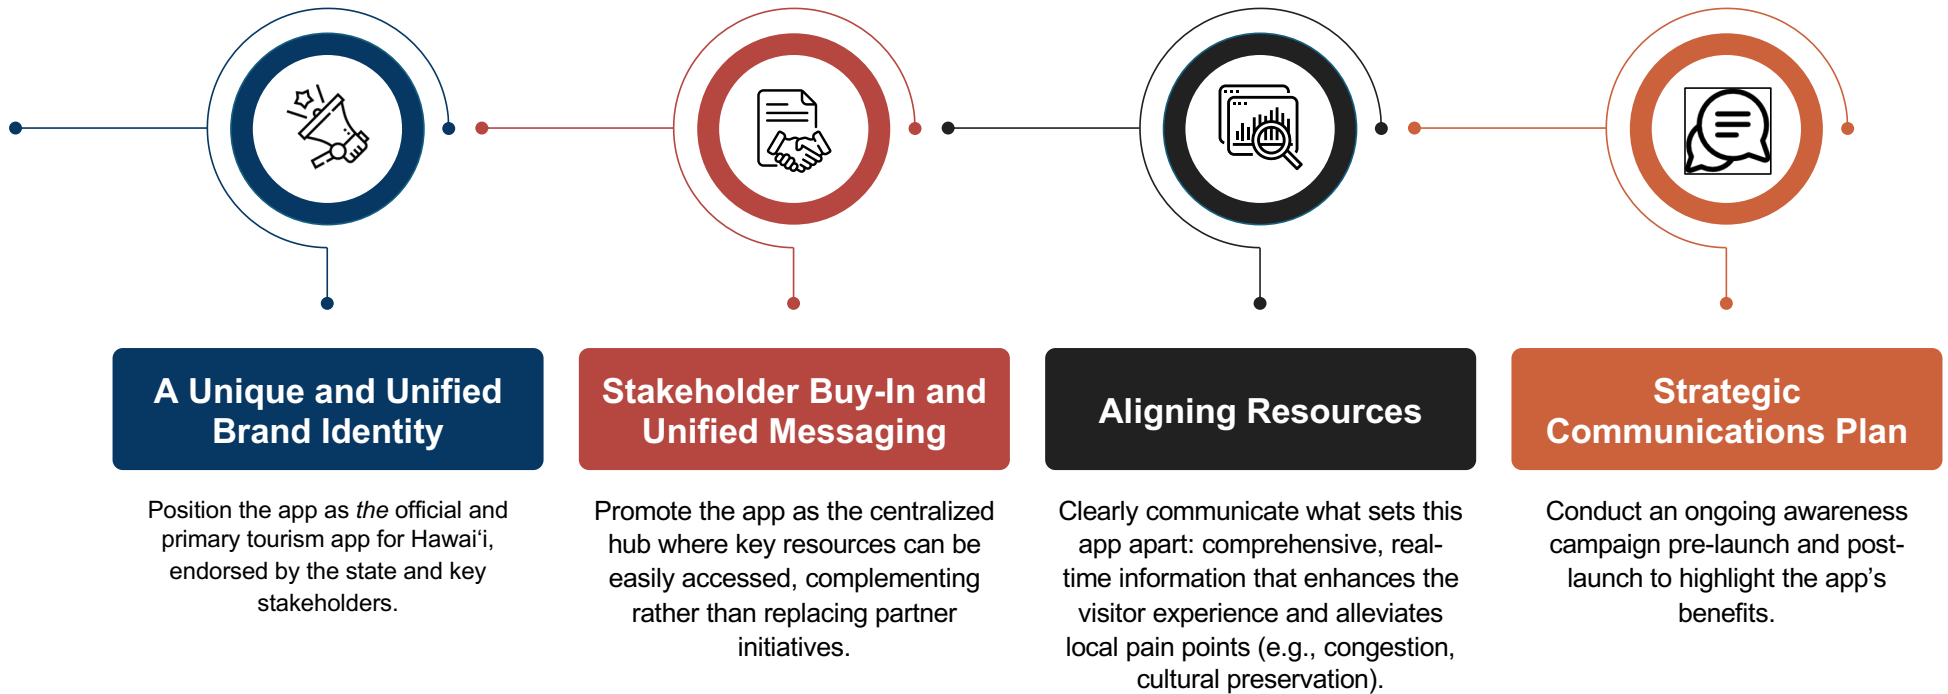 A Unique and Unified
Brand Identity
Position the app as the official and
primary tourism app for Hawaiʻi,
endorsed by the state and key
stakeholders.
Stakeholder Buy-In and
Unified Messaging
Promote the app as the centralized
hub where key resources can be
easily accessed, complementing
rather than replacing partner
initiatives.
Aligning Resources
Clearly communicate what sets this
app apart: comprehensive, real-
time information that enhances the
visitor experience and alleviates
local pain points (e.g., congestion,
cultural preservation).
Strategic
Communications Plan
Conduct an ongoing awareness
campaign pre-launch and post-
launch to highlight the app’s
benefits.